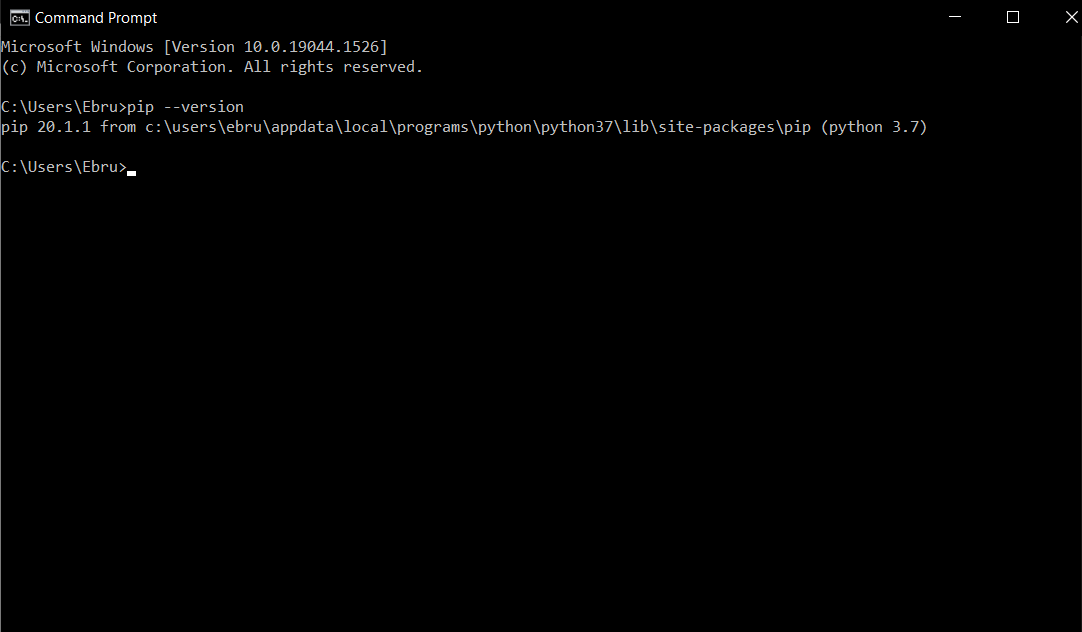 Command Prompt
Microsoft Windows [Version 10.0.19044.1526]
(c) Microsoft Corporation. All rights reserved.
C:\Users\Ebru>pip --version
pip 20.1.1 from c:\users\ebru\appdata\local\programs\python\python37\lib\site-packages\pip (python 3.7)
C:\Users\Ebru>